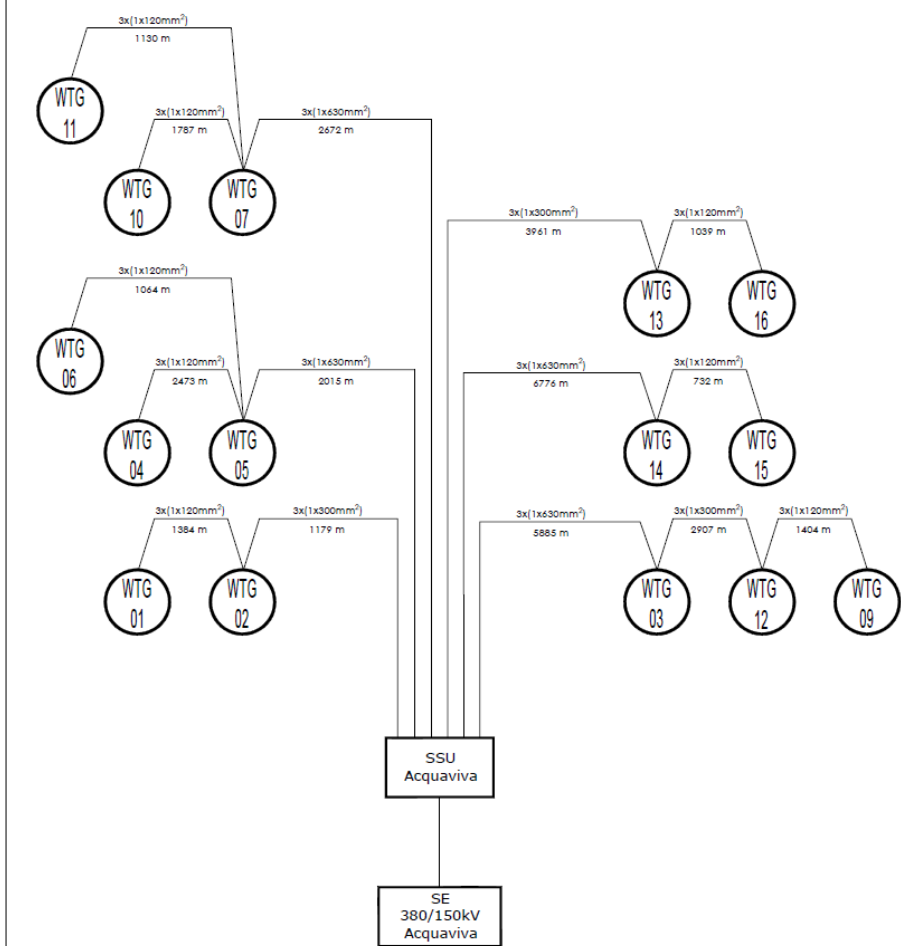 3x(1x120mm²)
1130 m
WTG
11
3x(1x120mm²)
1787 m
3x(1x630mm²)
2672 m
WTG
10
WTG
07
3x(1x300mm²)
3961 m
3x(1x120mm²)
1039 m
WTG
13
WTG
16
3x(1x120mm²)
1064 m
WTG
06
3x(1x120mm²)
2473 m
3x(1x630mm²)
2015 m
WTG
04
WTG
05
3x(1x630mm²)
6776 m
3x(1x120mm²)
732 m
WTG
14
WTG
15
3x(1x120mm²)
1384 m
3x(1x300mm²)
1179 m
WTG
01
WTG
02
3x(1x630mm²)
5885 m
3x(1x300mm²)
2907 m
3x(1x120mm²)
1404 m
WTG
03
WTG
12
WTG
09
SSU
Acquaviva
SE
380/150kV
Acquaviva